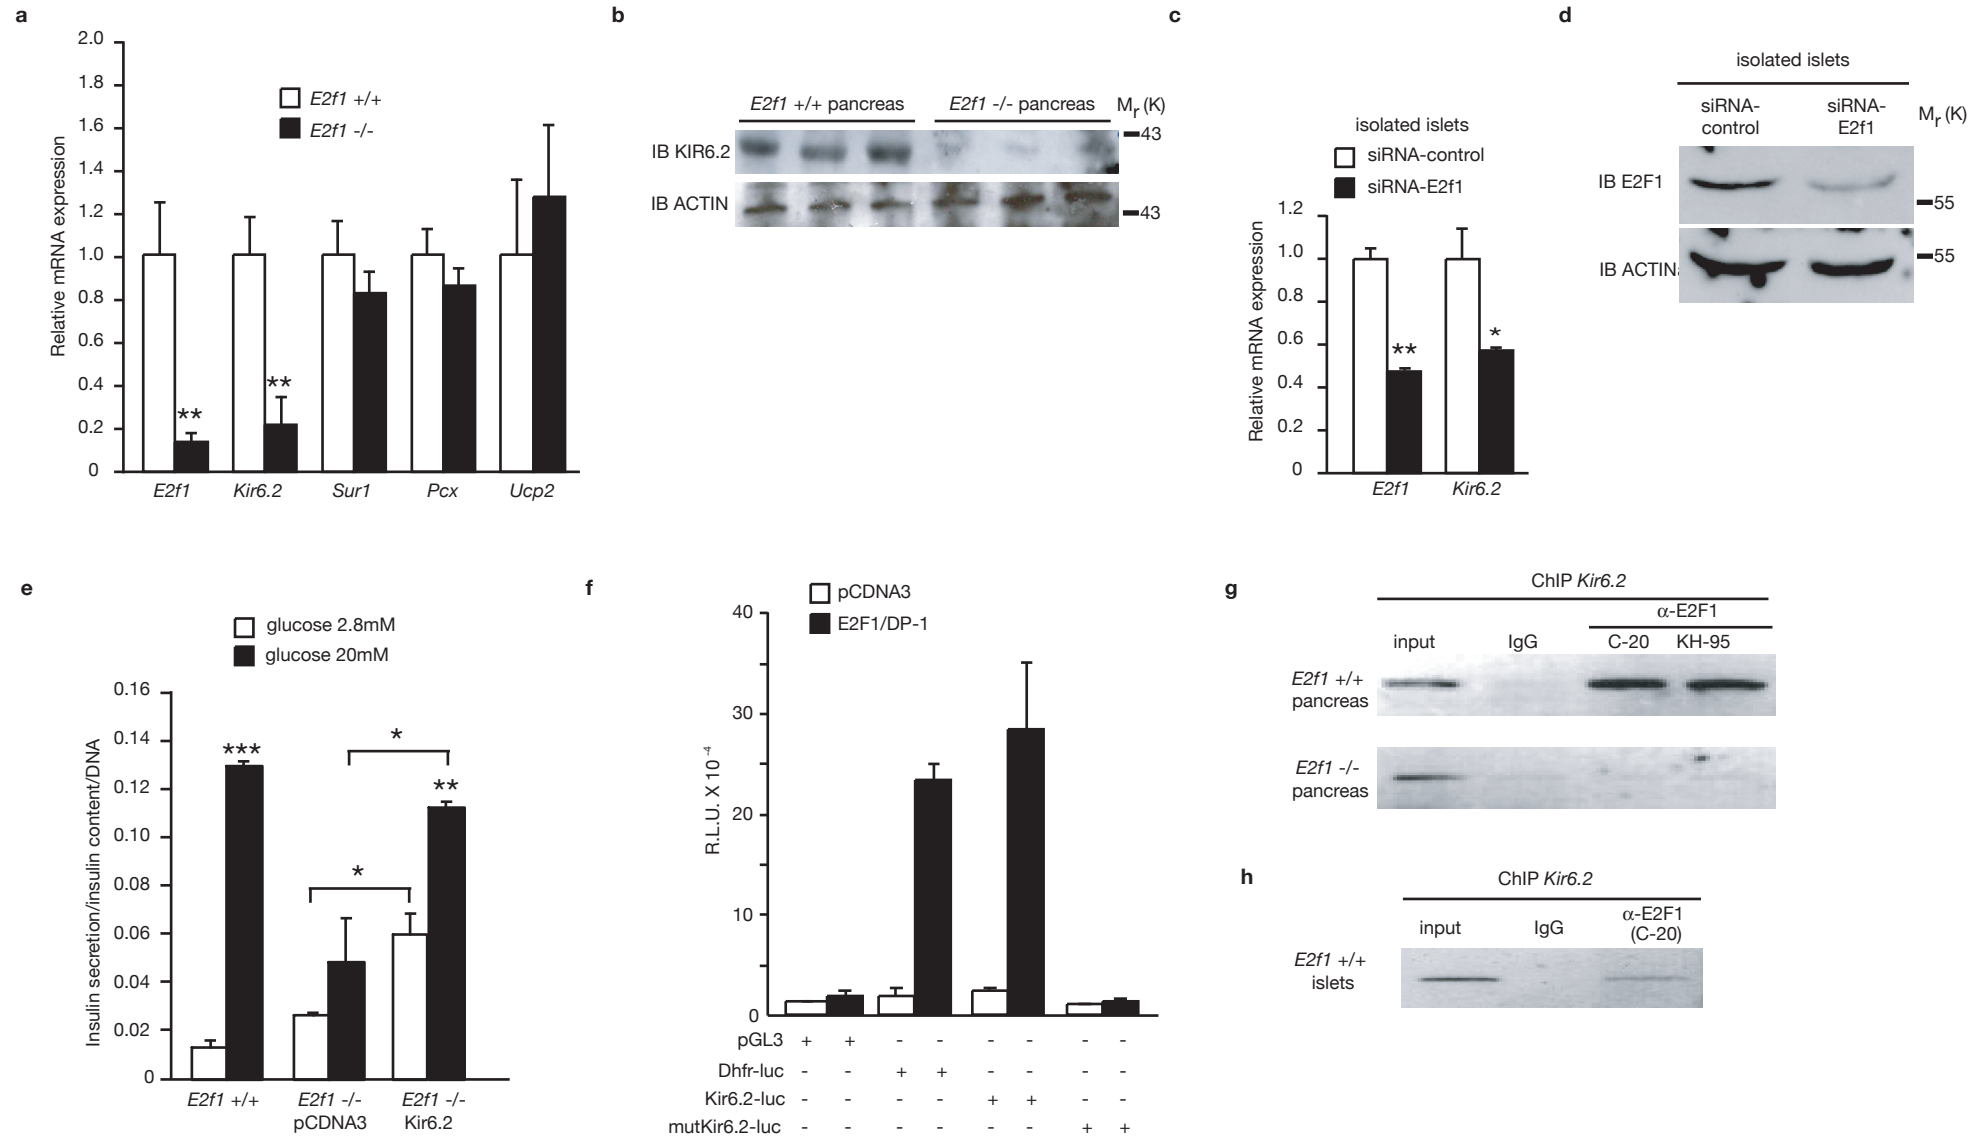 a
2.0
1.8
1.6
1.4
1.2
1.0
0.8
0.6
0.4
0.2
0
Relative mRNA expression
E2f1 +/+
E2f1 -/-
** **
E2f1 Kir6.2 Sur1 Pcx Ucp2
b
E2f1 +/+ pancreas E2f1 -/- pancreas Mr (K)
IB KIR6.2 43
IB ACTIN 43
c
isolated islets
siRNA-control
siRNA-E2f1
1.2
1.0
0.8
0.6
0.4
0.2
0
Relative mRNA expression
** *
E2f1 Kir6.2
d
isolated islets
siRNA-control siRNA-E2f1 Mr (K)
IB E2F1 55
IB ACTIN 55
e
glucose 2.8mM
glucose 20mM
0.16
0.14
0.12
0.10
0.08
0.06
0.04
0.02
0
Insulin secretion/insulin content/DNA
*** * * **
E2f1 +/+ E2f1 -/- E2f1 -/-
pCDNA3 Kir6.2
f
pCDNA3
E2F1/DP-1
40
30
20
10
0
R.L.U. X 10-4
pGL3 + + - - - - - -
Dhfr-luc - - + + - - - -
Kir6.2-luc - - - - + + - -
mutKir6.2-luc - - - - - - + +
g
ChIP Kir6.2
α-E2F1
input IgG C-20 KH-95
E2f1 +/+
pancreas
E2f1 -/-
pancreas
h
ChIP Kir6.2
input IgG α-E2F1
(C-20)
E2f1 +/+
islets